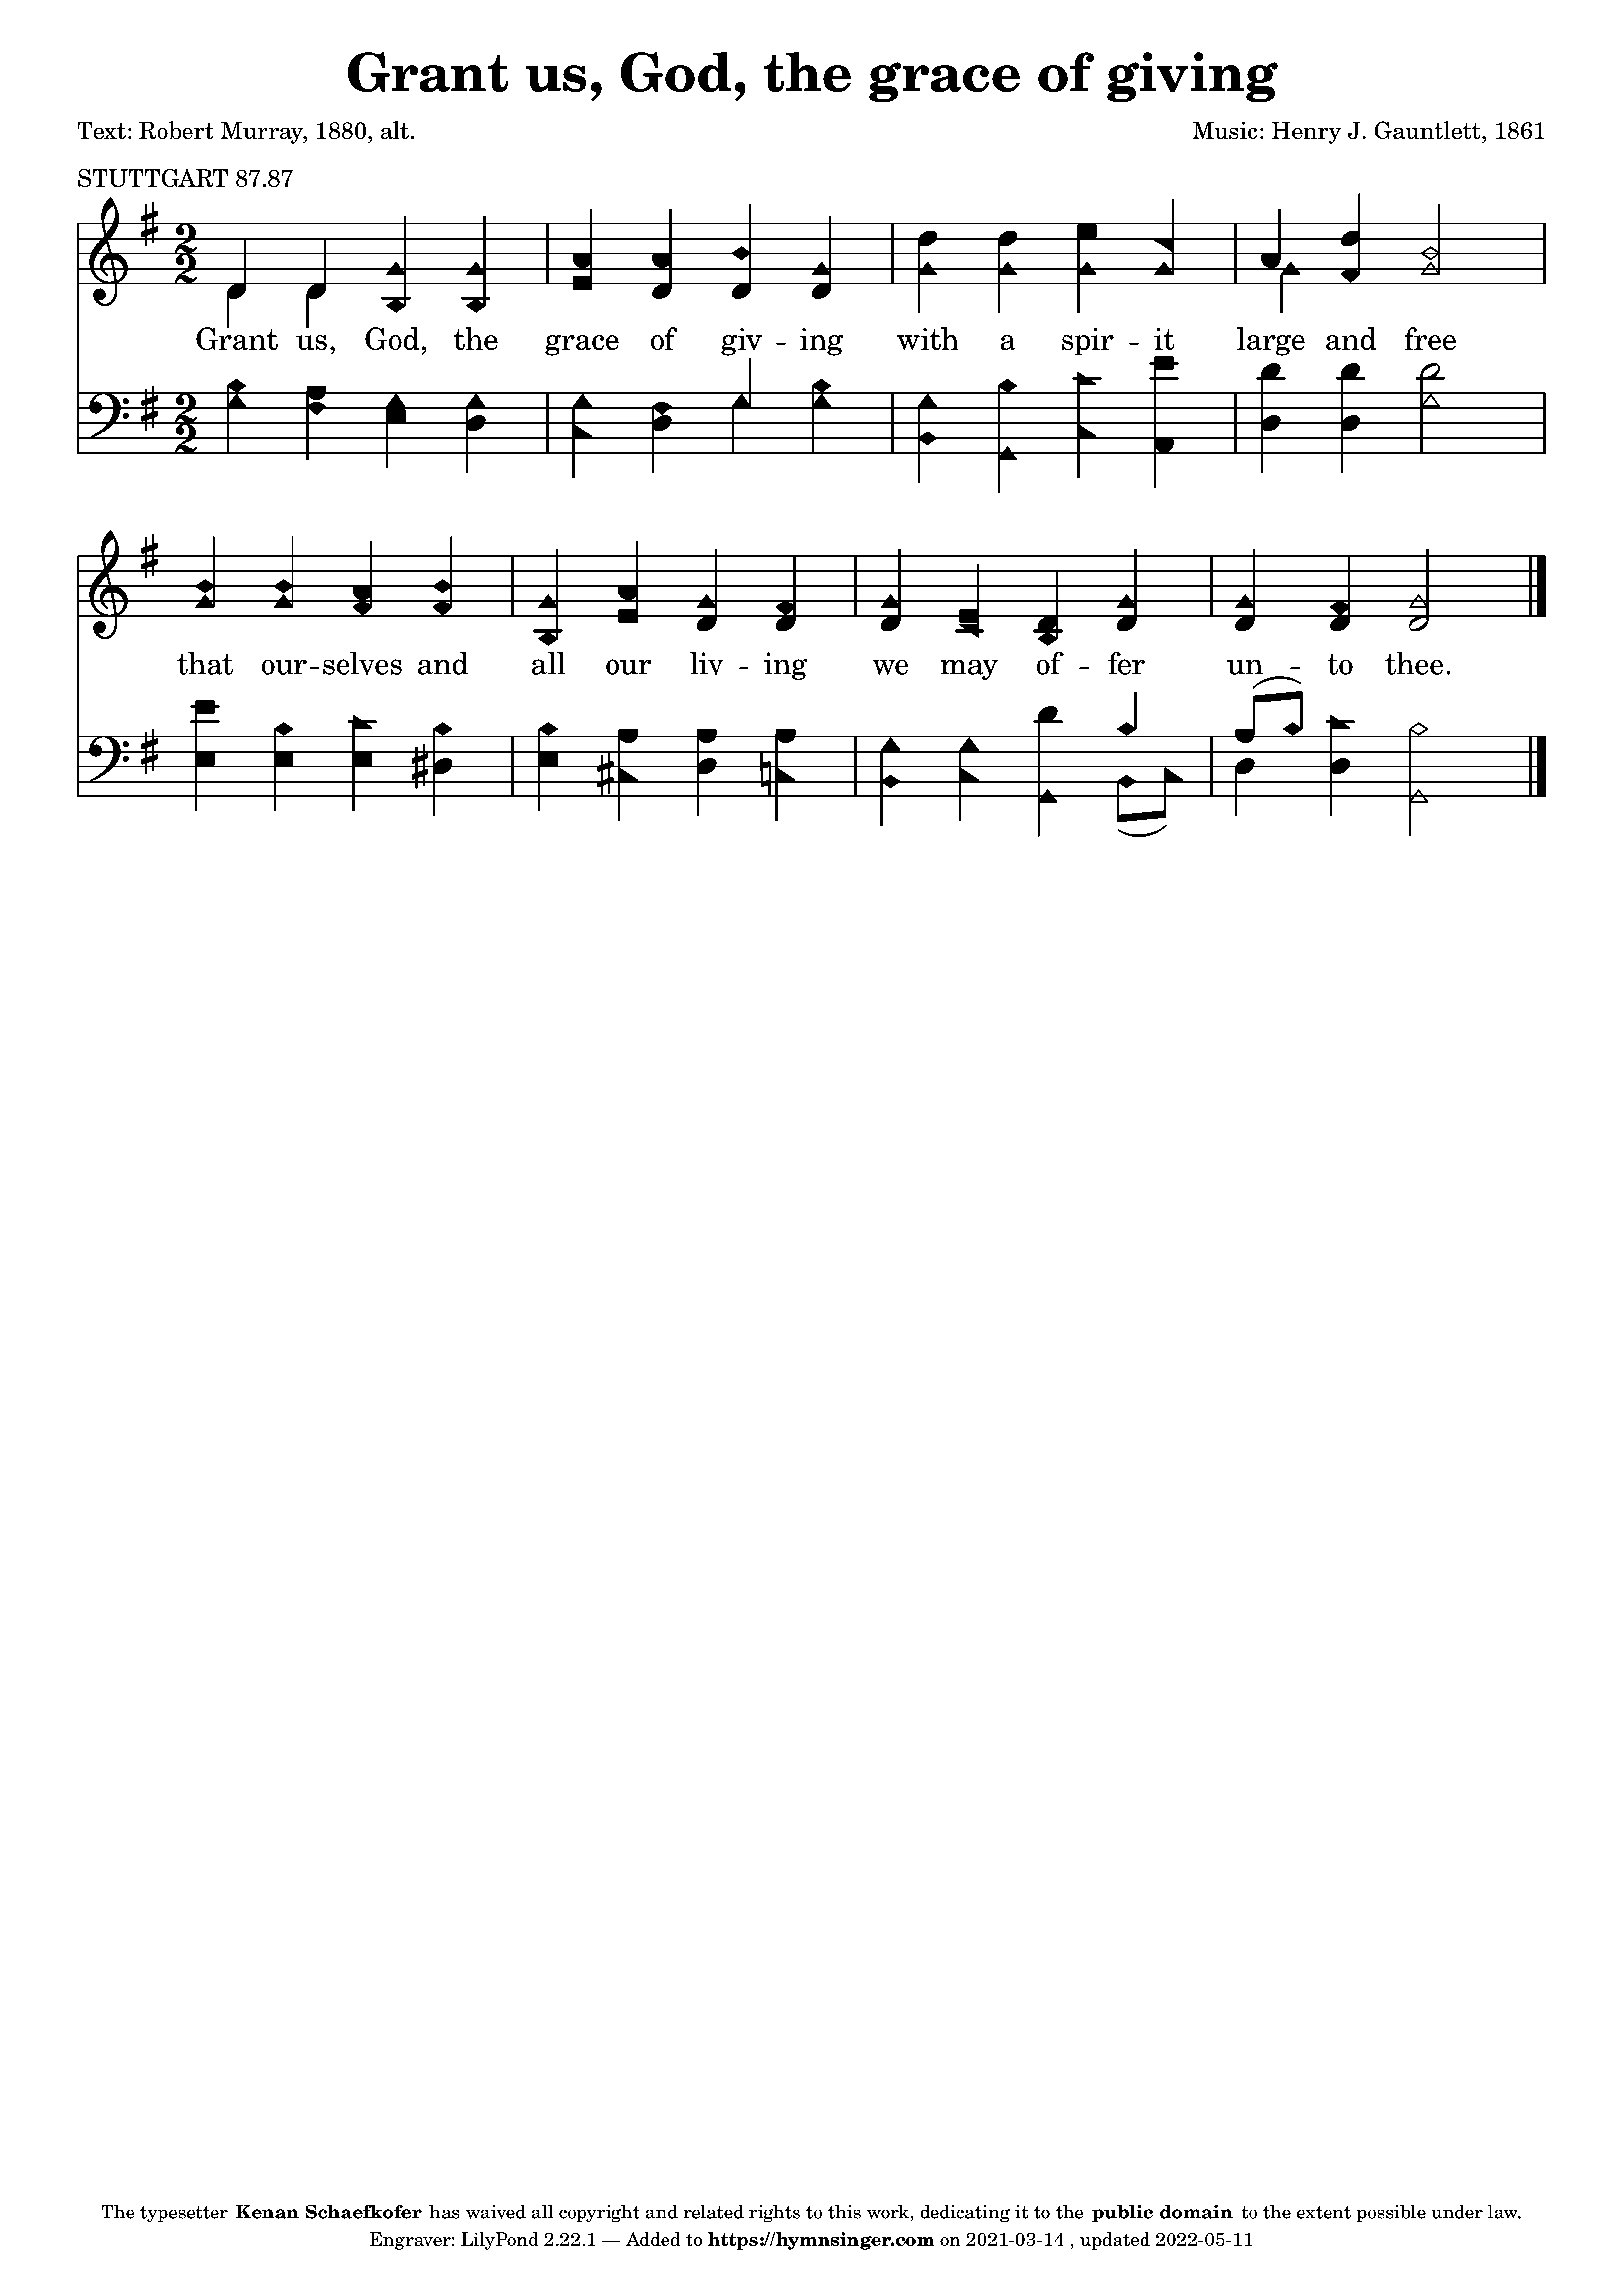 Grant us, God, the grace of giving
Text: Robert Murray, 1880, alt.
Music: Henry J. Gauntlett, 1861
STUTTGART 87.87
2 2
Grant us, God, the grace of giv - ing with a spir - it large and free
2 2
that our - selves and all our liv - ing we may of - fer un - to thee.
The typesetter Kenan Schaefkofer has waived all copyright and related rights to this work, dedicating it to the public domain to the extent possible under law.
Engraver: LilyPond 2.22.1 — Added to https://hymnsinger.com on 2021-03-14 , updated 2022-05-11